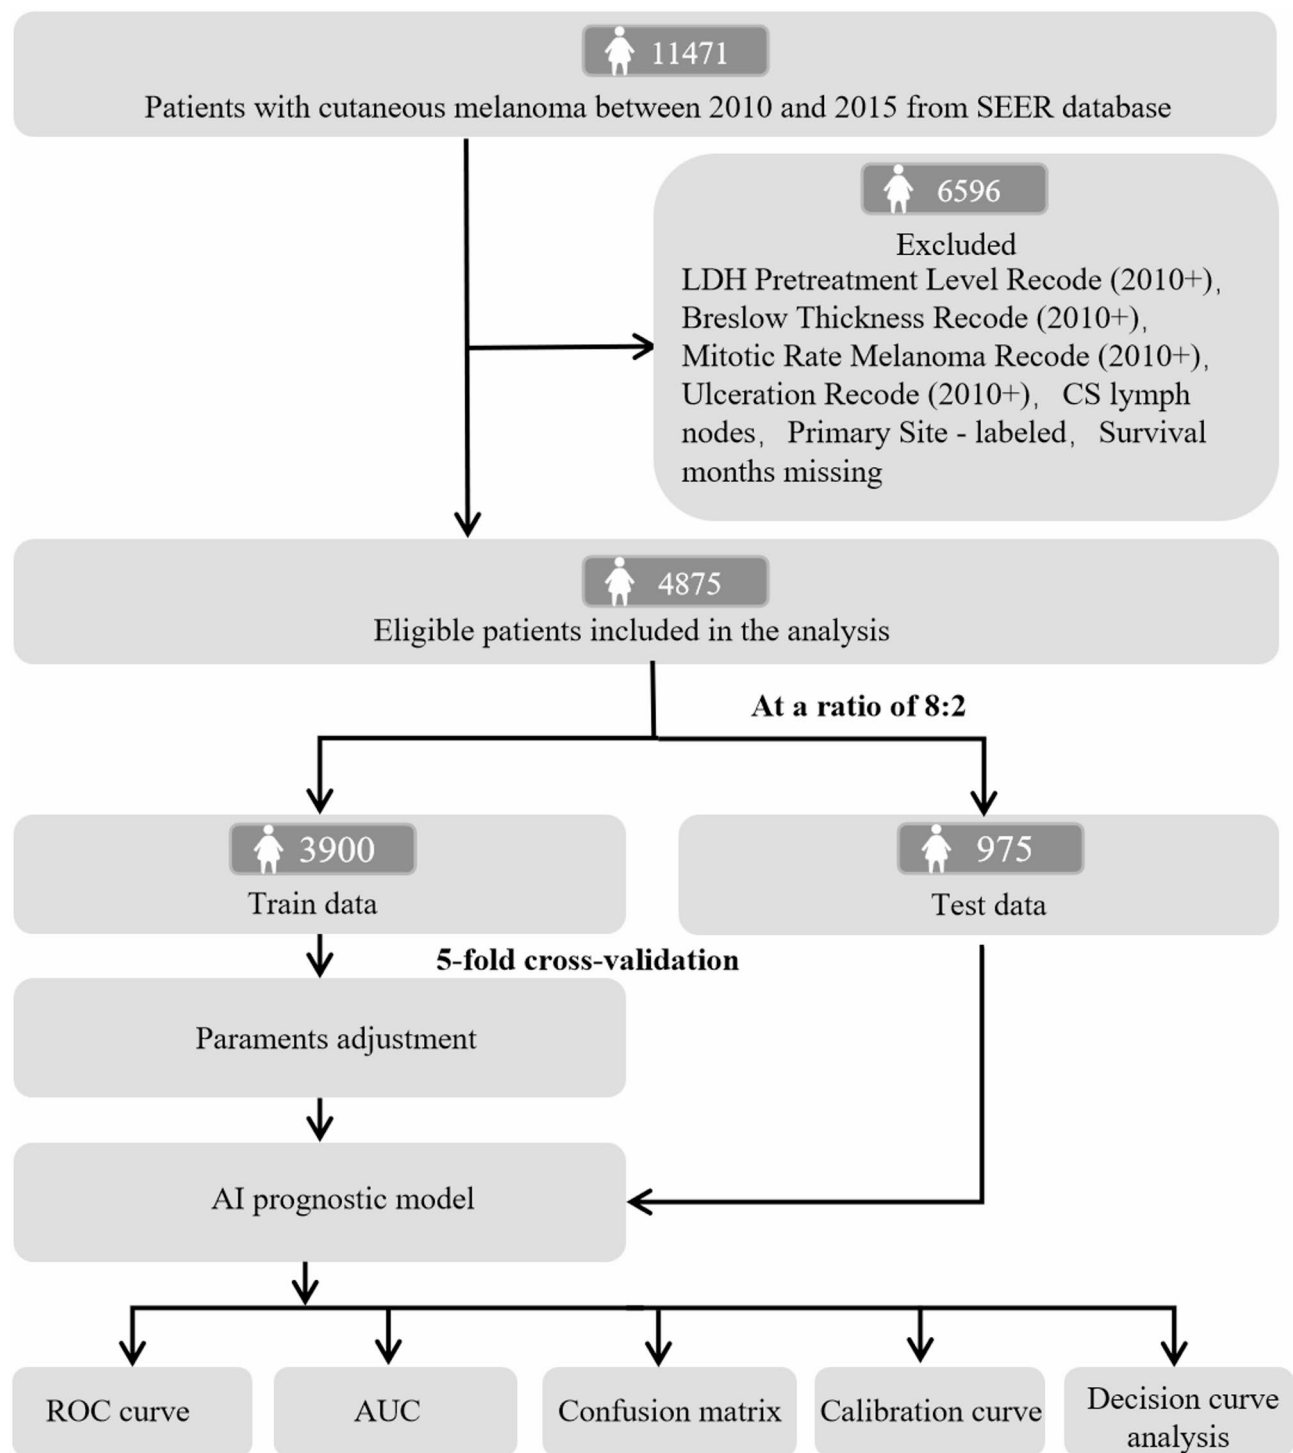 11471
Patients with cutaneous melanoma between 2010 and 2015 from SEER database
6596
Excluded
LDH Pretreatment Level Recode (2010+),
Breslow Thickness Recode (2010+),
Mitotic Rate Melanoma Recode (2010+),
Ulceration Recode (2010+), CS lymph
nodes, Primary Site - labeled, Survival
months missing
4875
Eligible patients included in the analysis
At a ratio of 8:2
3900
Train data
975
Test data
5-fold cross-validation
Paraments adjustment
AI prognostic model
ROC curve
AUC
Confusion matrix
Calibration curve
Decision curve
analysis